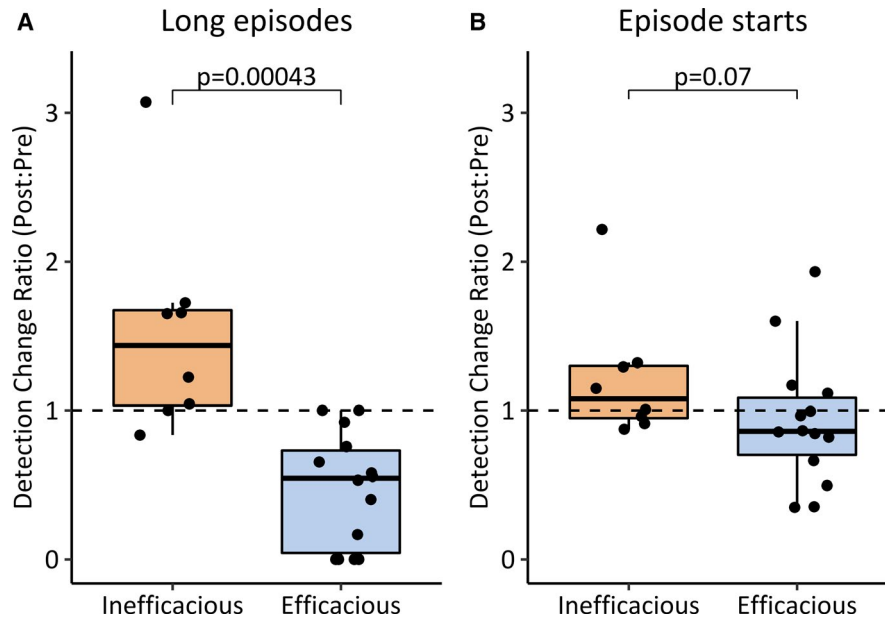 A
Long episodes
Detection Change Ratio (Post:Pre)
3
2
1
0
p=0.00043
Inefficacious
Efficacious
B
Episode starts
Detection Change Ratio (Post:Pre)
3
2
1
0
p=0.07
Inefficacious
Efficacious